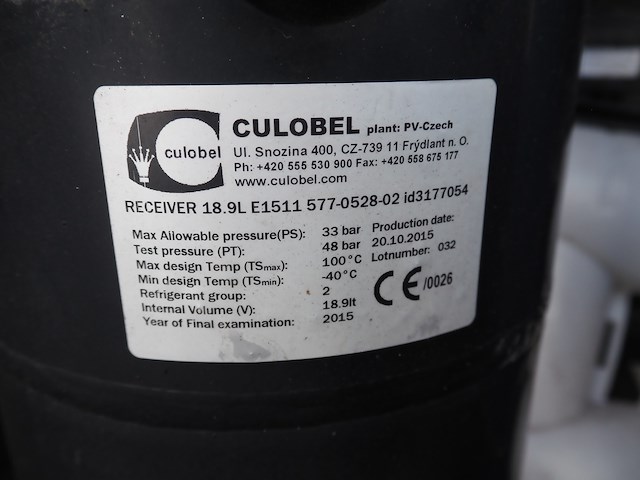 culobel
CULOBEL plant: PV-Czech
Ul. Snozina 400, CZ-739 11 Frýdlant n. O.
Ph: +420 555 530 900 Fax: +420 558 675 177
www.culobel.com
RECEIVER 18.9L E1511 577-0528-02 id3177054
Max Allowable pressure(PS): 33 bar
Test pressure (PT): 48 bar
Max design Temp (TSmax): 100°C
Min design Temp (TSmin): -40°C
Refrigerant group: 2
Internal Volume (V): 18.9lt
Year of Final examination: 2015
Production date:
20.10.2015
Lotnumber: 032
CE/0026